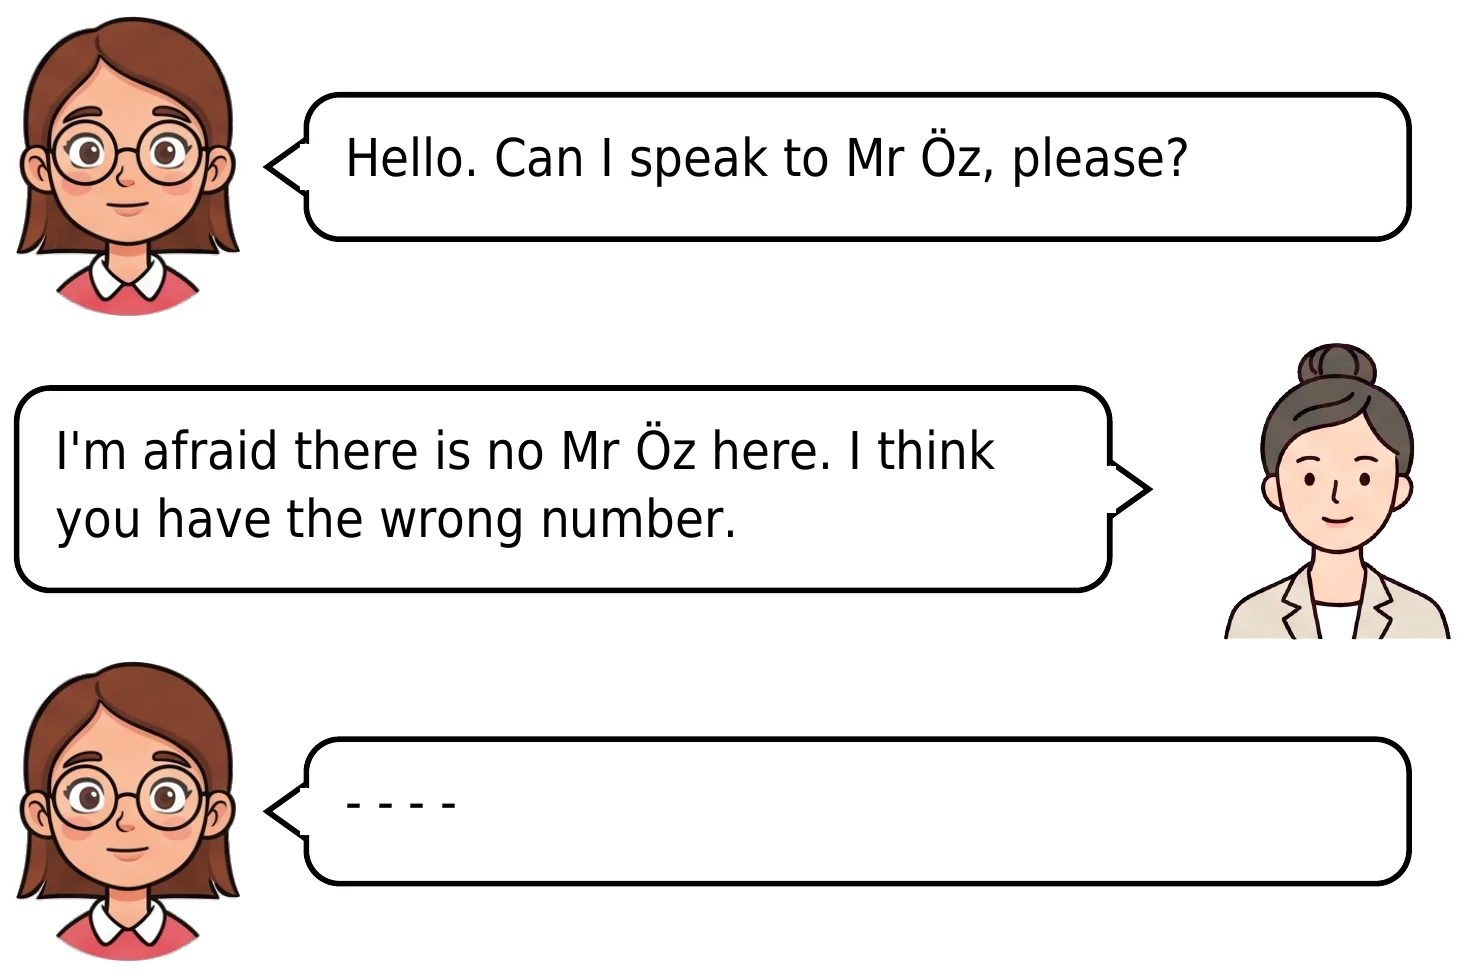 Hello. Can I speak to Mr Öz, please?
I'm afraid there is no Mr Öz here. I think
you have the wrong number.
- - - -